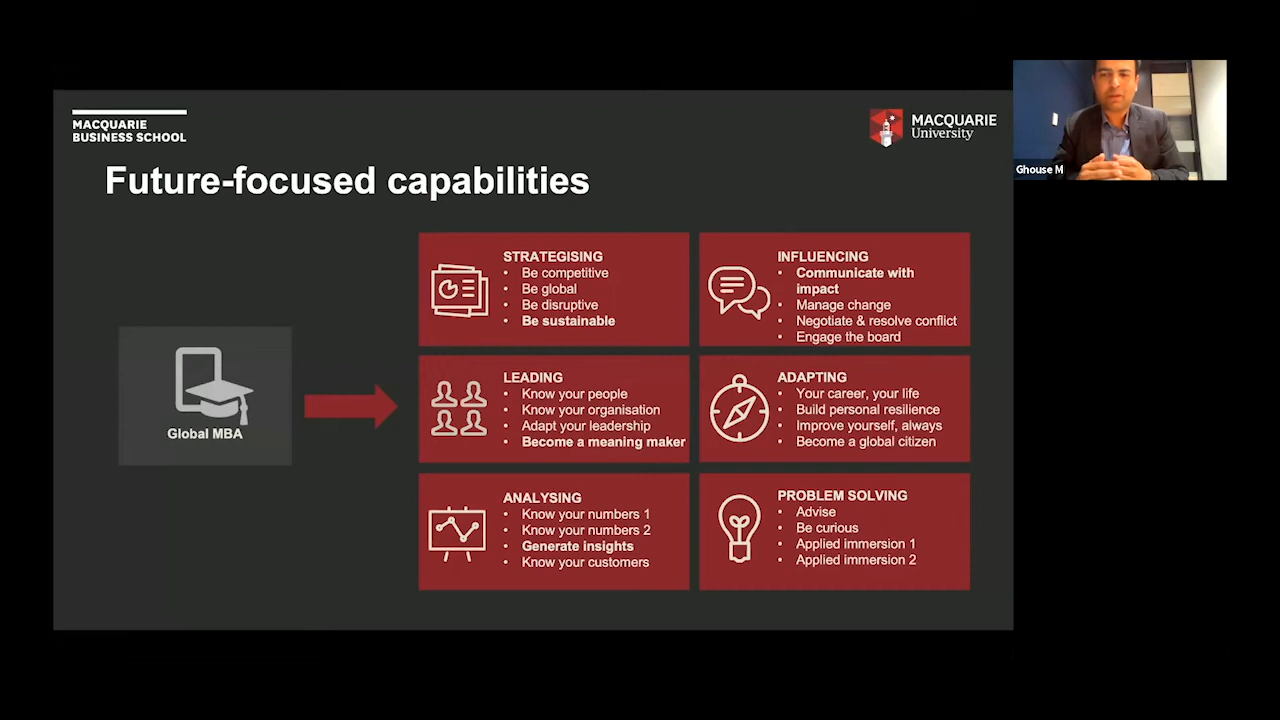 MACQUARIE
BUSINESS SCHOOL
MACQUARIE
University
Ghouse M
Future-focused capabilities
Global MBA
STRATEGISING
• Be competitive
• Be global
• Be disruptive
• Be sustainable
INFLUENCING
• Communicate with
impact
• Manage change
• Negotiate & resolve conflict
• Engage the board
LEADING
• Know your people
• Know your organisation
• Adapt your leadership
• Become a meaning maker
ADAPTING
• Your career, your life
• Build personal resilience
• Improve yourself, always
• Become a global citizen
ANALYSING
• Know your numbers 1
• Know your numbers 2
• Generate insights
• Know your customers
PROBLEM SOLVING
• Advise
• Be curious
• Applied immersion 1
• Applied immersion 2